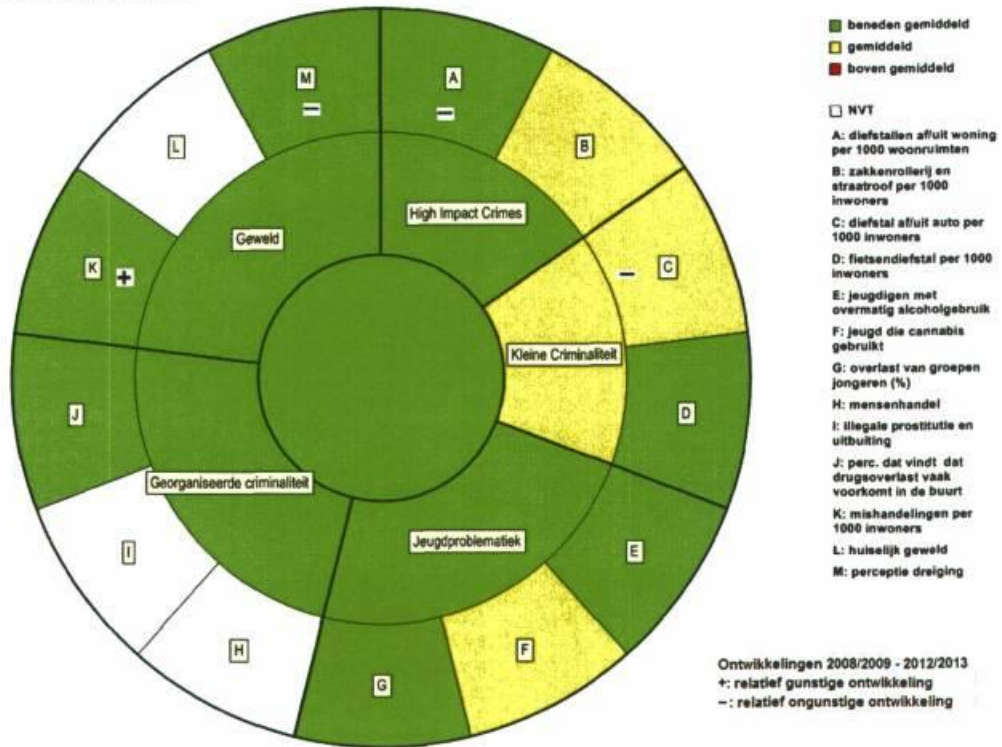 beneden gemiddeld
gemiddeld
boven gemiddeld
NVT
A: diefstallen af/uit woning
per 1000 woonruimten
B: zakkenrollerij en
straatroof per 1000
inwoners
C: diefstal af/uit auto per
1000 inwoners
D: fietsendiefstal per 1000
inwoners
E: jeugdigen met
overmatig alcoholgebruik
F: jeugd die cannabis
gebruikt
G: overlast van groepen
jongeren (%)
H: mensenhandel
I: illegale prostitutie en
uitbuiting
J: perc. dat vindt dat
drugsoverlast vaak
voorkomt in de buurt
K: mishandelingen per
1000 inwoners
L: huiselijk geweld
M: perceptie dreiging
M
–
A
–
L
B
High Impact Crimes
Geweld
K
+
–
C
Kleine Criminaliteit
J
D
Georganiseerde criminaliteit
Jeugdproblematiek
I
E
H
F
G
Ontwikkelingen 2008/2009 - 2012/2013
+: relatief gunstige ontwikkeling
–: relatief ongunstige ontwikkeling